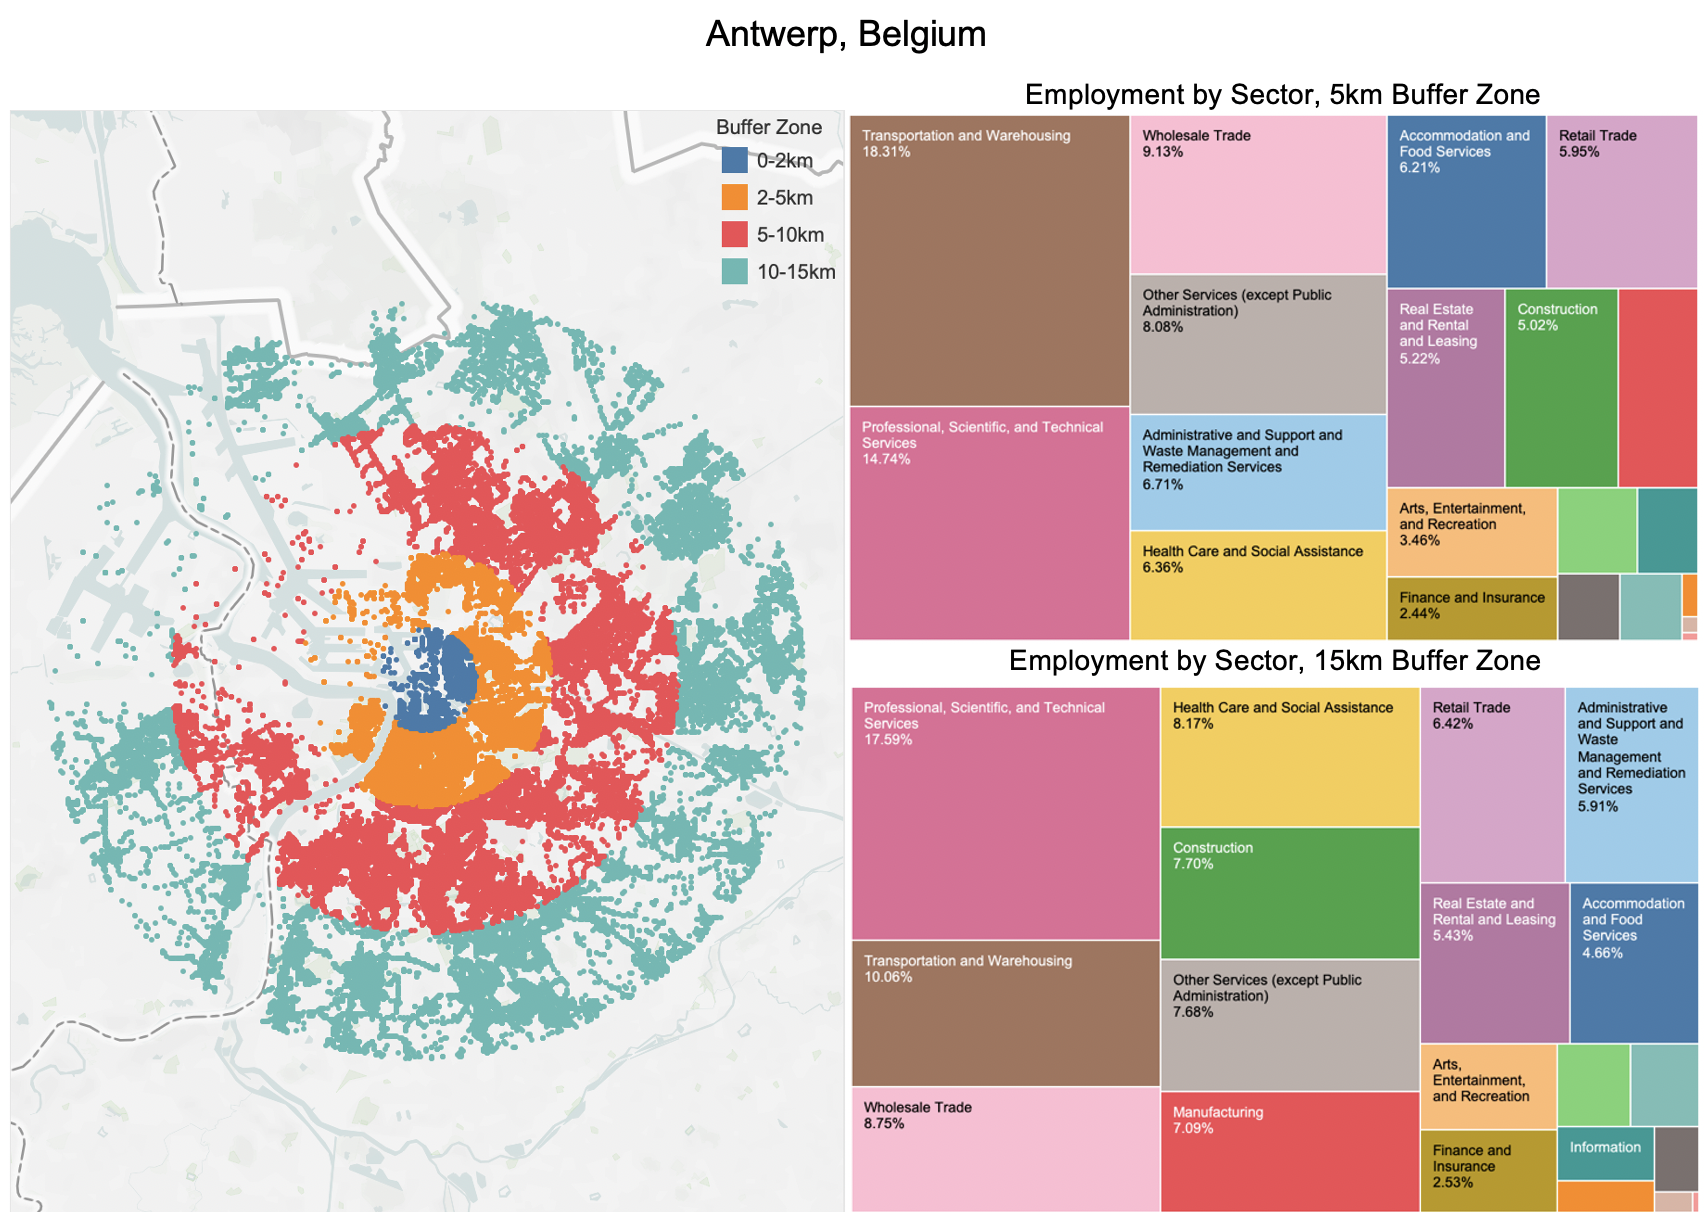 Antwerp, Belgium
Buffer Zone
0-2km
2-5km
5-10km
10-15km
Employment by Sector, 5km Buffer Zone
Transportation and Warehousing
18.31%
Professional, Scientific, and Technical
Services
14.74%
Wholesale Trade
9.13%
Other Services (except Public
Administration)
8.08%
Administrative and Support and
Waste Management and
Remediation Services
6.71%
Health Care and Social Assistance
6.36%
Accommodation and
Food Services
6.21%
Retail Trade
5.95%
Real Estate
and Rental
and Leasing
5.22%
Construction
5.02%
Arts, Entertainment,
and Recreation
3.46%
Finance and Insurance
2.44%
Employment by Sector, 15km Buffer Zone
Professional, Scientific, and Technical
Services
17.59%
Transportation and Warehousing
10.06%
Wholesale Trade
8.75%
Health Care and Social Assistance
8.17%
Construction
7.70%
Other Services (except Public
Administration)
7.68%
Manufacturing
7.09%
Retail Trade
6.42%
Administrative
and Support and
Waste
Management
and Remediation
Services
5.91%
Real Estate and
Rental and Leasing
5.43%
Accommodation
and Food
Services
4.66%
Arts,
Entertainment,
and Recreation
Finance and
Insurance
2.53%
Information